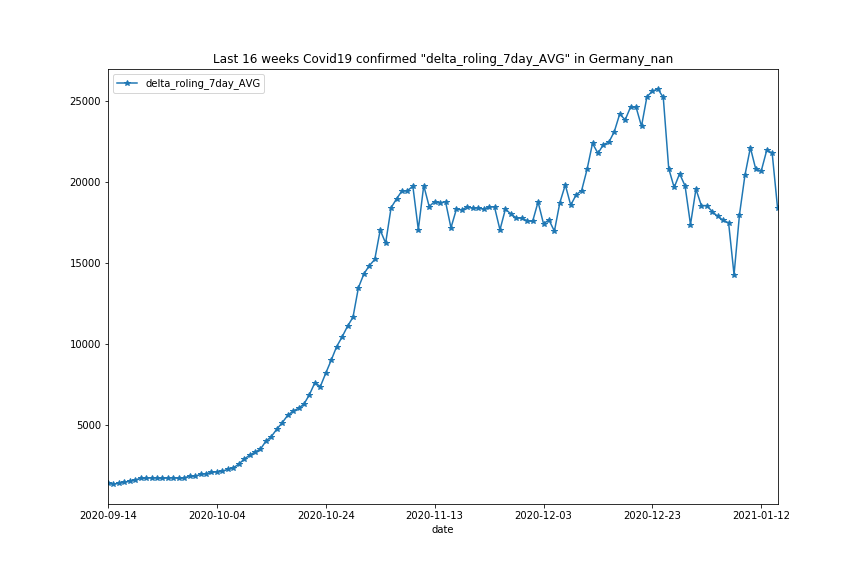 Last 16 weeks Covid19 confirmed "delta_roling_7day_AVG" in Germany_nan
delta_roling_7day_AVG
25000
20000
15000
10000
5000
2020-09-14 2020-10-04 2020-10-24 2020-11-13 2020-12-03 2020-12-23 2021-01-12
date